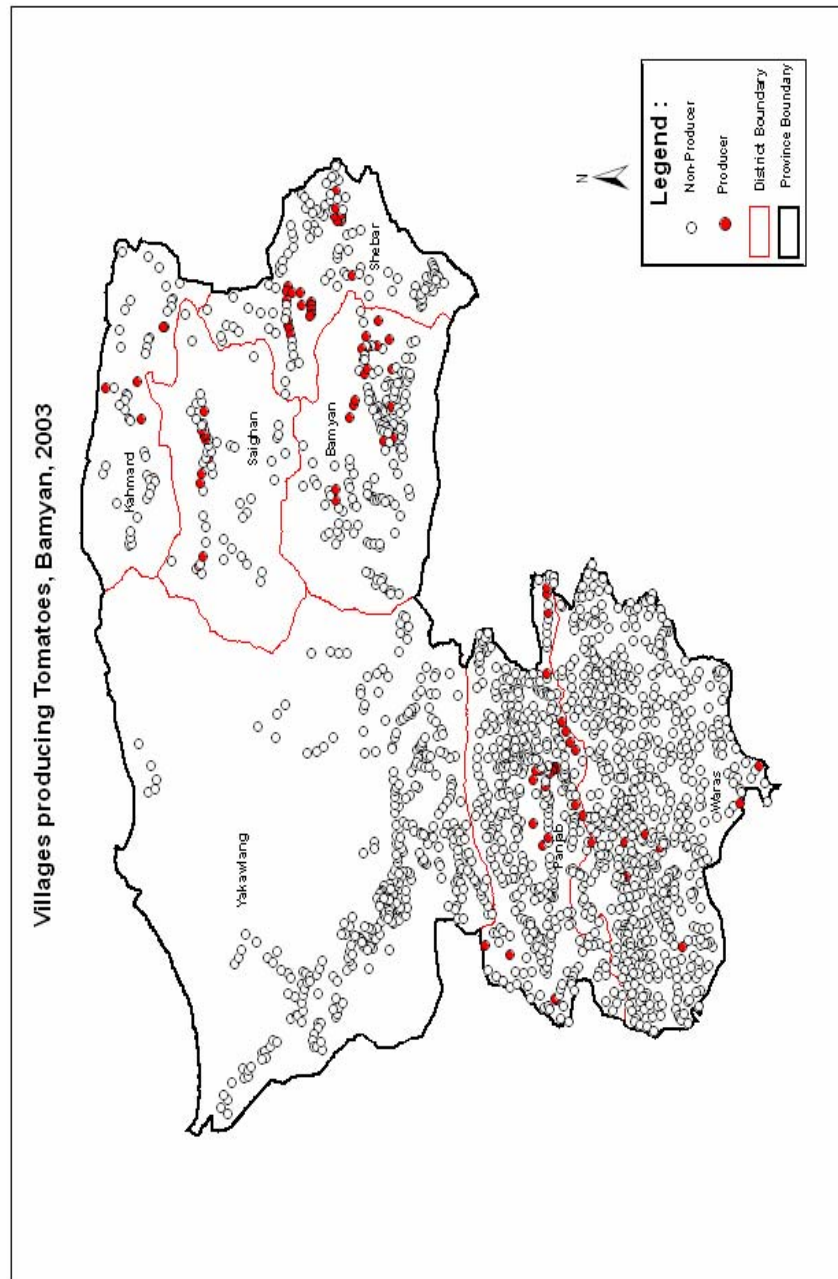 Villages producing Tomatoes, Bamyan, 2003
Kahmard
Saighan
Shebar
Bamyan
Yakawlang
Panjab
Waras
N
Legend :
Non-Producer
Producer
District Boundary
Province Boundary